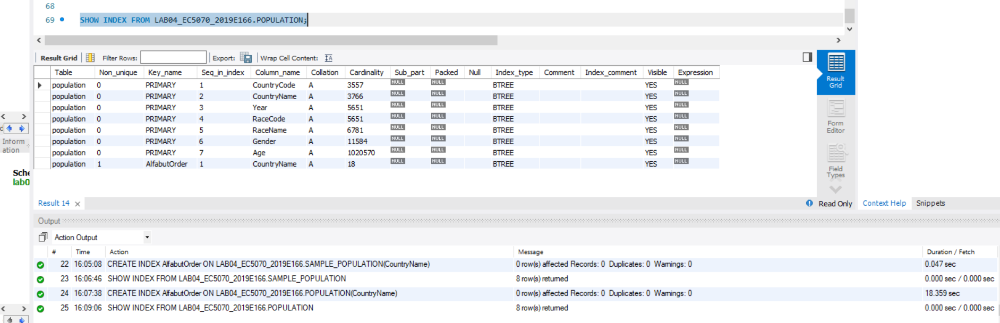 68
69 SHOW INDEX FROM LAB04_EC5070_2019E166.POPULATION;
Result Grid Filter Rows: Export: Wrap Cell Content: IA
Table Non_unique Key_name Seq_in_index Column_name Collation Cardinality Sub_part Packed Null Index_type Comment Index_comment Visible Expression
population 0 PRIMARY 1 CountryCode A 3557 NULL NULL BTREE YES NULL
population 0 PRIMARY 2 CountryName A 3766 NULL NULL BTREE YES NULL
population 0 PRIMARY 3 Year A 5651 NULL NULL BTREE YES NULL
population 0 PRIMARY 4 RaceCode A 5651 NULL NULL BTREE YES NULL
population 0 PRIMARY 5 RaceName A 6781 NULL NULL BTREE YES NULL
population 0 PRIMARY 6 Gender A 11584 NULL NULL BTREE YES NULL
population 0 PRIMARY 7 Age A 1020570 NULL NULL BTREE YES NULL
population 1 AlfabutOrder 1 CountryName A 18 NULL NULL BTREE YES NULL
Result
Grid
Form
Editor
Field
Types
Inform
ation
Sche
lab0
Result 14 Read Only Context Help Snippets
Output
Action Output
# Time Action Message Duration / Fetch
22 16:05:08 CREATE INDEX AlfabutOrder ON LAB04_EC5070_2019E166.SAMPLE_POPULATION(CountryName) 0 row(s) affected Records: 0 Duplicates: 0 Warnings: 0 0.047 sec
23 16:06:46 SHOW INDEX FROM LAB04_EC5070_2019E166.SAMPLE_POPULATION 8 row(s) returned 0.000 sec / 0.000 sec
24 16:07:38 CREATE INDEX AlfabutOrder ON LAB04_EC5070_2019E166.POPULATION(CountryName) 0 row(s) affected Records: 0 Duplicates: 0 Warnings: 0 18.359 sec
25 16:09:06 SHOW INDEX FROM LAB04_EC5070_2019E166.POPULATION 8 row(s) returned 0.000 sec / 0.000 sec